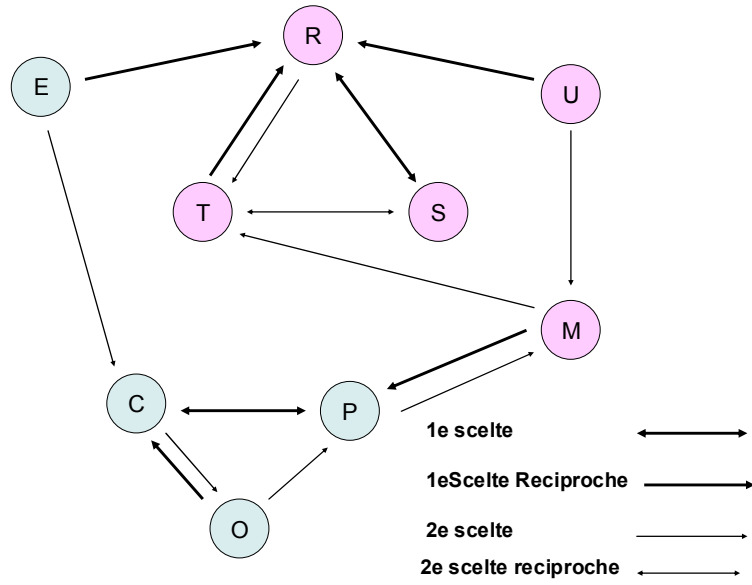 R
E
U
T
S
M
C
P
O
1e scelte
1eScelte Reciproche
2e scelte
2e scelte reciproche